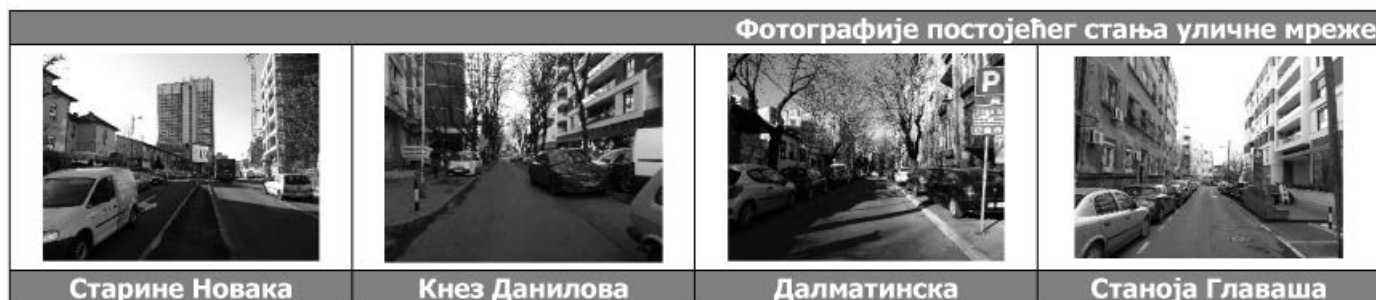 Фотографије постојећег стања уличне мреже
P
Старине Новака
Кнез Данилова
Далматинска
Станоја Главаша